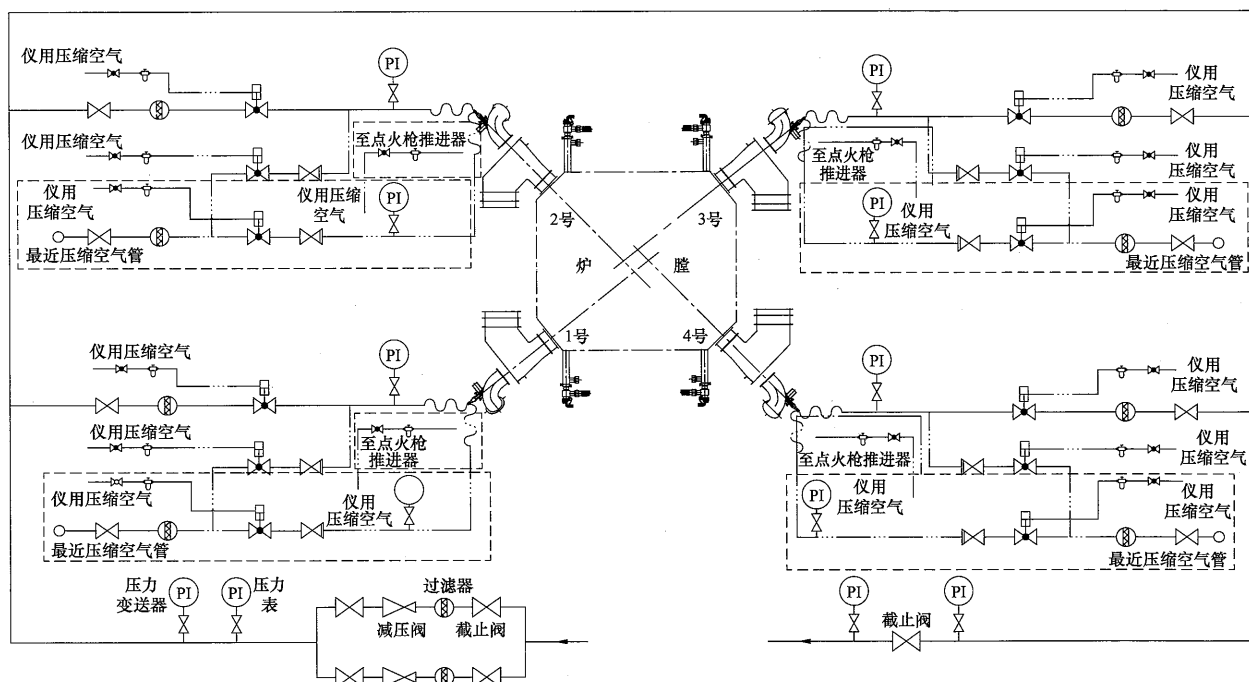 仪用压缩空气
PI
PI
仪用
压缩空气
仪用压缩空气
至点火枪推进器
至点火枪
推进器
仪用
压缩空气
仪用
压缩空气
仪用压缩
空气
PI
2号
3号
PI
仪用
压缩空气
仪用
压缩空气
最近压缩空气管
炉
膛
最近压缩空气管
1号
4号
仪用压缩空气
PI
PI
仪用
压缩空气
仪用压缩空气
至点火枪
推进器
至点火枪推进器
仪用
压缩空气
仪用压缩空气
仪用
压缩空气
PI
仪用
压缩空气
仪用
压缩空气
最近压缩空气管
最近压缩空气管
压力
变送器
PI
PI
压力
表
过滤器
减压阀
截止阀
PI
截止阀
PI